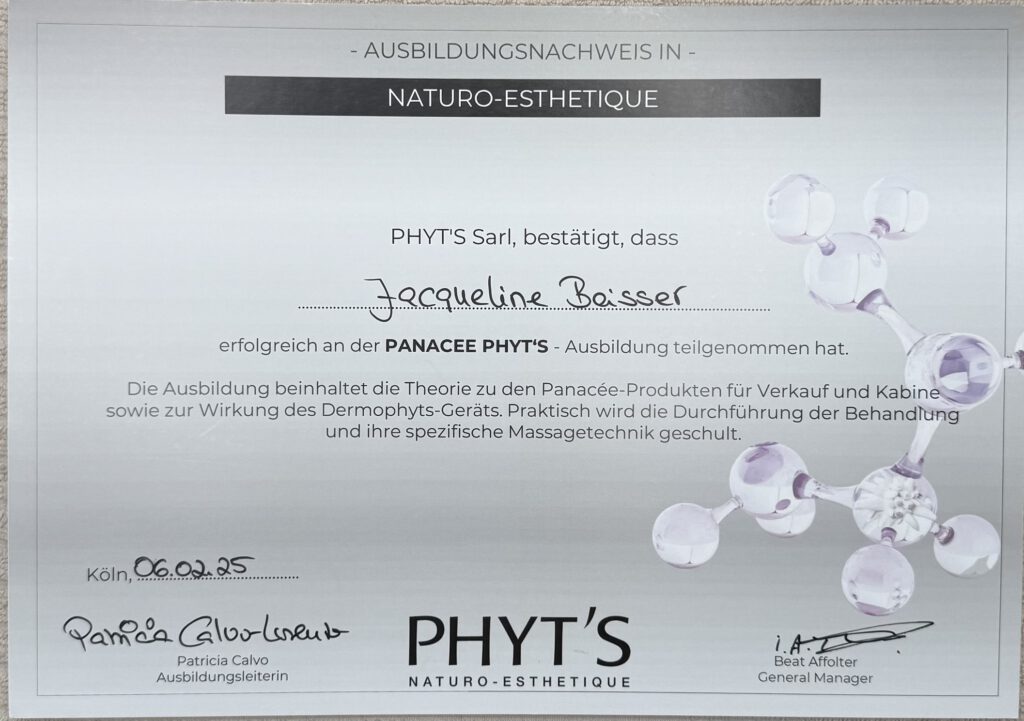 - AUSBILDUNGSNACHWEIS IN -
NATURO-ESTHETIQUE
PHYT'S Sarl, bestätigt, dass
Jacqueline Beisser
erfolgreich an der PANACEE PHYT'S - Ausbildung teilgenommen hat.
Die Ausbildung beinhaltet die Theorie zu den Panacée-Produkten für Verkauf und Kabine
sowie zur Wirkung des Dermophyts-Geräts. Praktisch wird die Durchführung der Behandlung
und ihre spezifische Massagetechnik geschult.
Köln, 06.02.25
Patricia Calvo
Ausbildungsleiterin
PHYT'S
NATURO-ESTHETIQUE
i.A.
Beat Affolter
General Manager